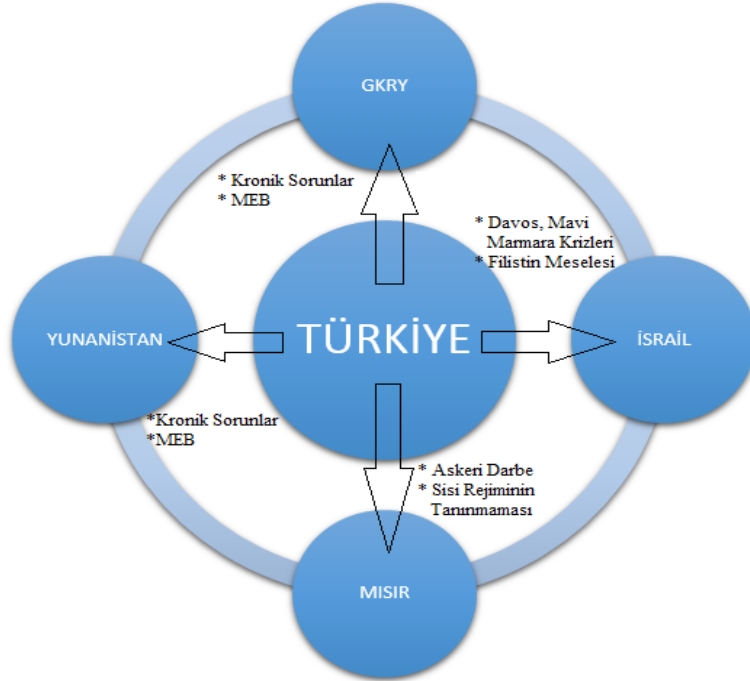 GKRY
* Kronik Sorunlar
* MEB
* Davos, Mavi
Marmara Krizleri
* Filistin Meselesi
YUNANİSTAN
TÜRKİYE
İSRAİL
*Kronik Sorunlar
*MEB
* Askeri Darbe
* Sisi Rejiminin
Tanınmaması
MISIR